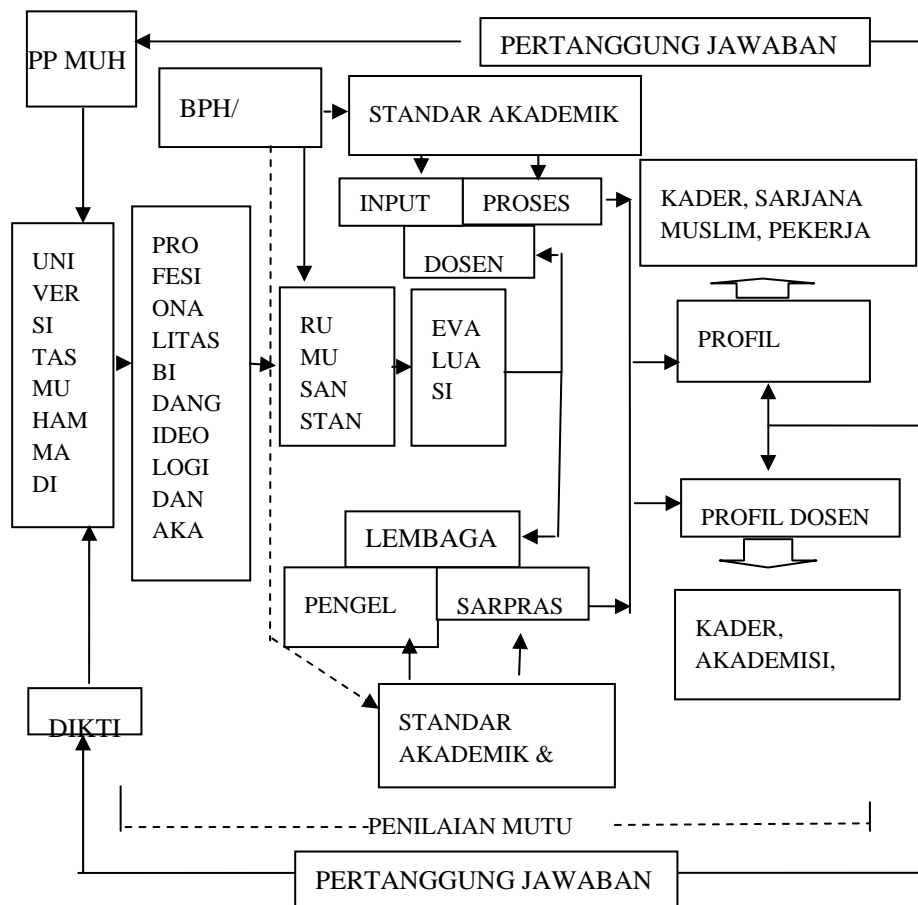 PERTANGGUNG JAWABAN
PP MUH
BPH/
STANDAR AKADEMIK
INPUT
PROSES
DOSEN
KADER, SARJANA
MUSLIM, PEKERJA
UNI
VER
SI
TAS
MU
HAM
MA
DI
PRO
FESI
ONA
LITAS
BI
DANG
IDEO
LOGI
DAN
AKA
RU
MU
SAN
STAN
EVA
LUA
SI
PROFIL
PROFIL DOSEN
LEMBAGA
PENGEL
SARPRAS
KADER,
AKADEMISI,
DIKTI
STANDAR
AKADEMIK &
PENILAIAN MUTU
PERTANGGUNG JAWABAN